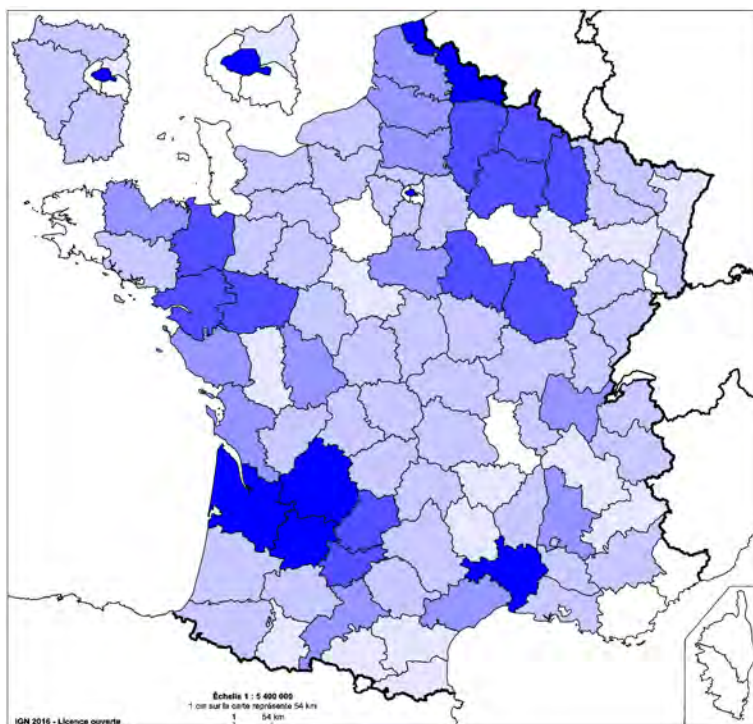 Échelle 1 : 5 400 000
1 cm sur la carte représente 54 km
1 54 km
IGN 2016 - Licence ouverte